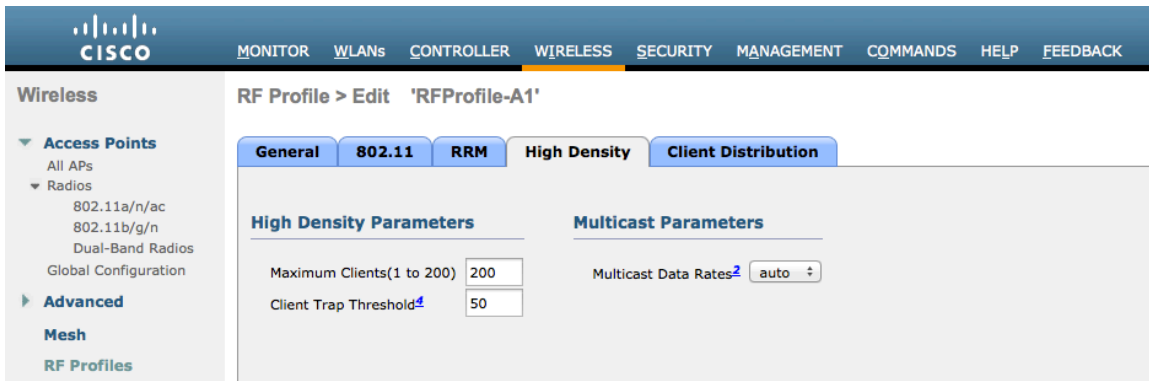 CISCO
MONITOR WLANs CONTROLLER WIRELESS SECURITY MANAGEMENT COMMANDS HELP FEEDBACK
Wireless
RF Profile > Edit 'RFProfile-A1'
Access Points
All APs
Radios
802.11a/n/ac
802.11b/g/n
Dual-Band Radios
Global Configuration
Advanced
Mesh
RF Profiles
General 802.11 RRM High Density Client Distribution
High Density Parameters
Maximum Clients(1 to 200) 200
Client Trap Threshold4 50
Multicast Parameters
Multicast Data Rates2 auto